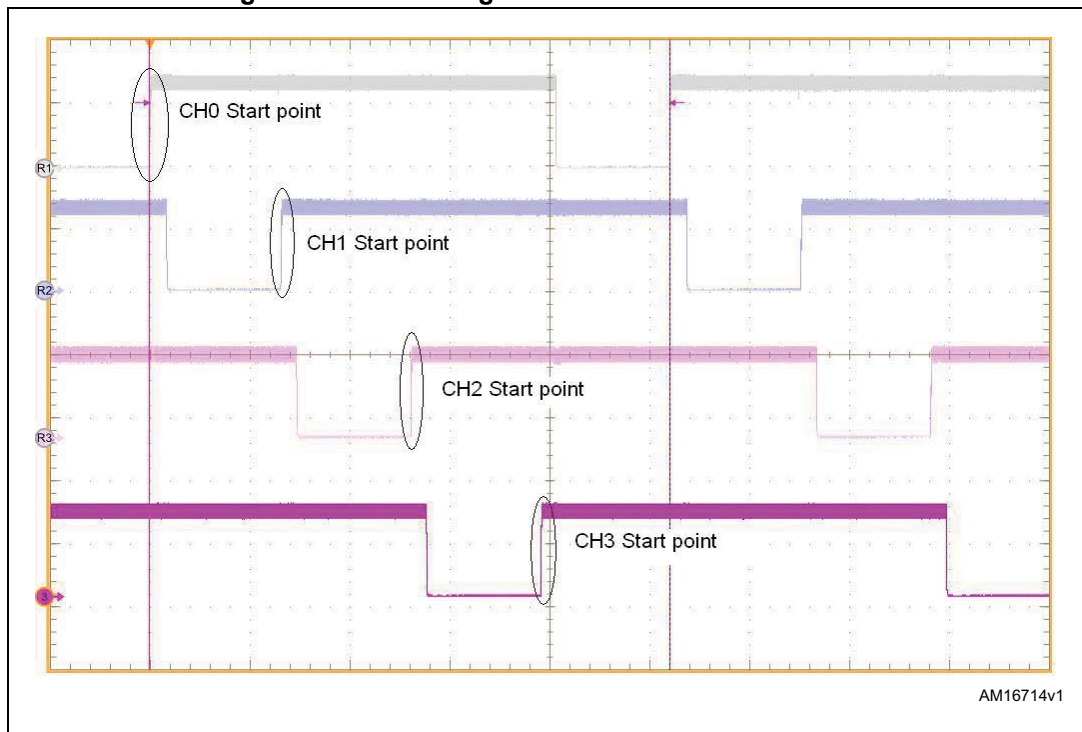 R1
CH0 Start point
R2
CH1 Start point
R3
CH2 Start point
3
CH3 Start point
AM16714v1